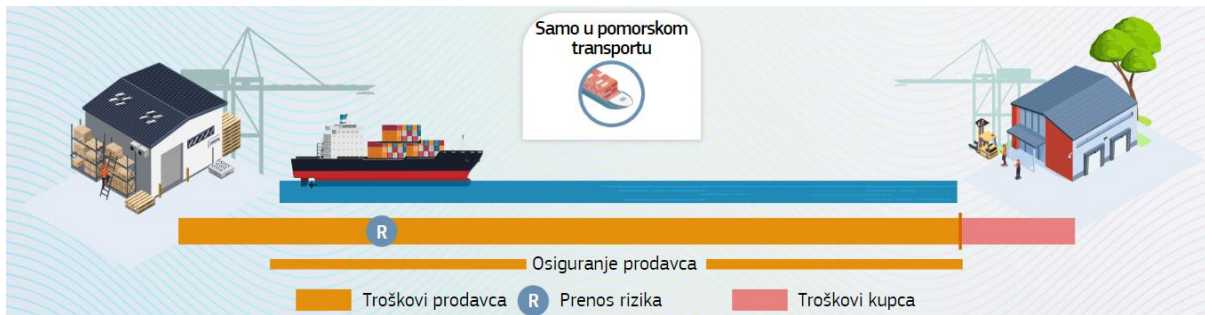 Samo u pomorskom
transportu
R
Osiguranje prodavca
Troškovi prodavca
R
Prenos rizika
Troškovi kupca